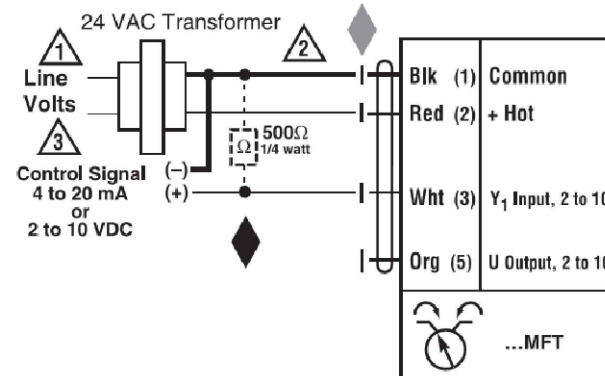 24 VAC Transformer
1
2
Line
Volts
3
Control Signal
4 to 20 mA
or
2 to 10 VDC
(–)
(+)
Ω
500Ω
1/4 watt
Blk (1) Common
Red (2) + Hot
Wht (3) Y₁ Input, 2 to 10
Org (5) U Output, 2 to 10
...MFT